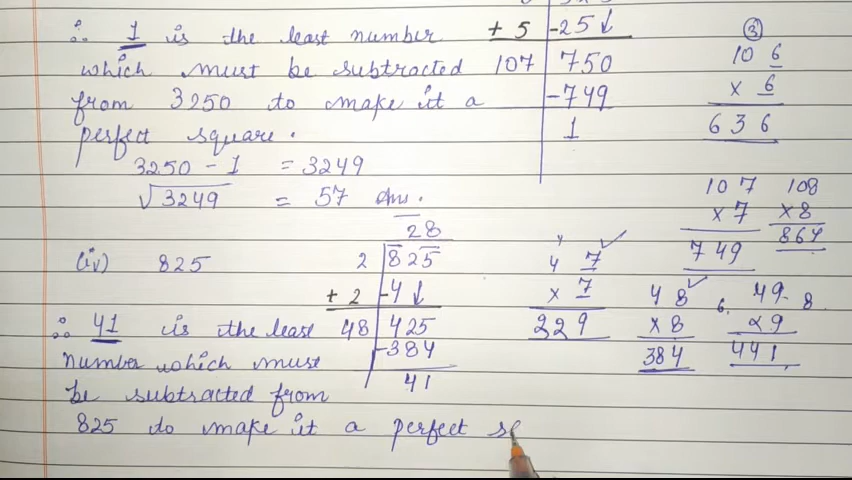 ∴ 1 is the least number
which must be subtracted
from 3250 to make it a
perfect square.
3250 - 1 = 3249
√3249 = 57 Ans.
+ 5 -25↓
107 750
-749
1
③
106
× 6
636
107
× 7
749
108
×8
864
(iv) 825
28
2 825
+ 2 -4↓
48 425
-384
41
∴ 41 is the least
number which must
be subtracted from
825 to make it a perfect s
47
× 7
229
48
×8
384
49
×9
441